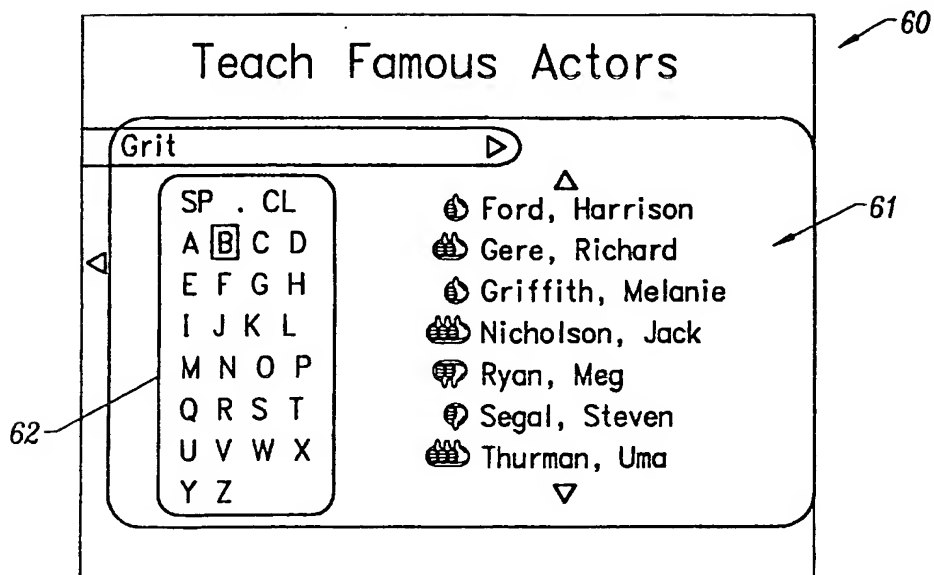 60
Teach Famous Actors
Grit
SP . CL
A B C D
E F G H
I J K L
M N O P
Q R S T
U V W X
Y Z
62
Ford, Harrison
Gere, Richard
Griffith, Melanie
Nicholson, Jack
Ryan, Meg
Segal, Steven
Thurman, Uma
61